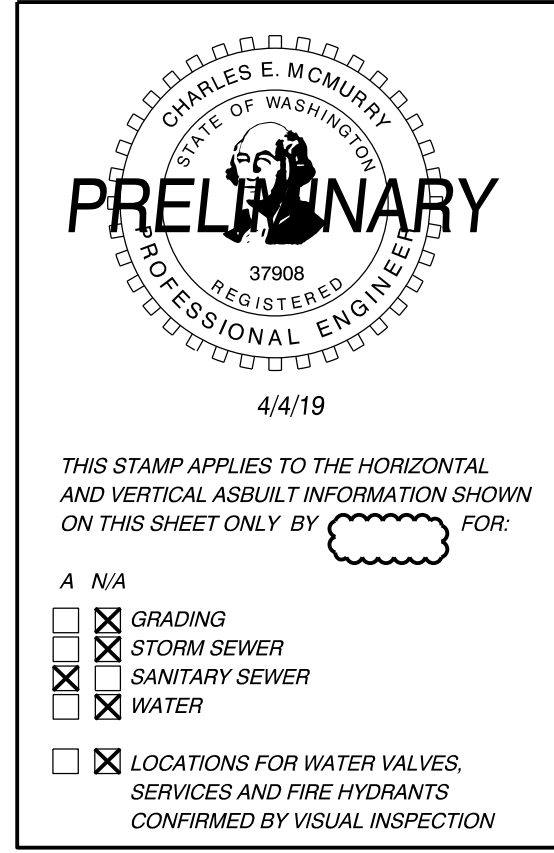 CHARLES E. MCMURRY
STATE OF WASHINGTON
PRELIMINARY
37908
REGISTERED
PROFESSIONAL ENGINEER
4/4/19
THIS STAMP APPLIES TO THE HORIZONTAL
AND VERTICAL ASBUILT INFORMATION SHOWN
ON THIS SHEET ONLY BY FOR:
A N/A
GRADING
STORM SEWER
SANITARY SEWER
WATER
LOCATIONS FOR WATER VALVES,
SERVICES AND FIRE HYDRANTS
CONFIRMED BY VISUAL INSPECTION